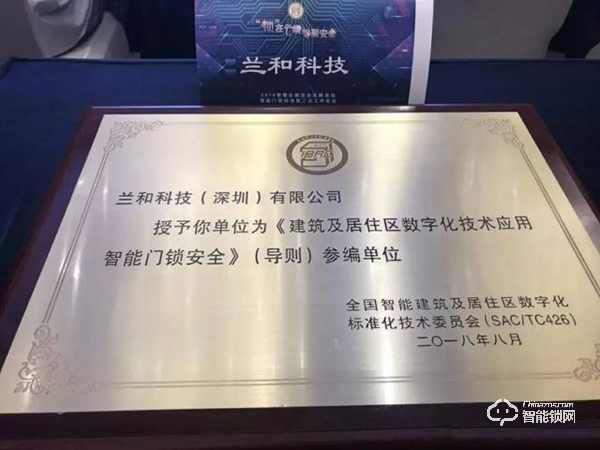 兰和科技
兰和科技（深圳）有限公司
授予你单位为《建筑及居住区数字化技术应用
智能门锁安全》（导则）参编单位
全国智能建筑及居住区数字化
标准化技术委员会(SAC/TC426)
二〇一八年八月
智能锁网